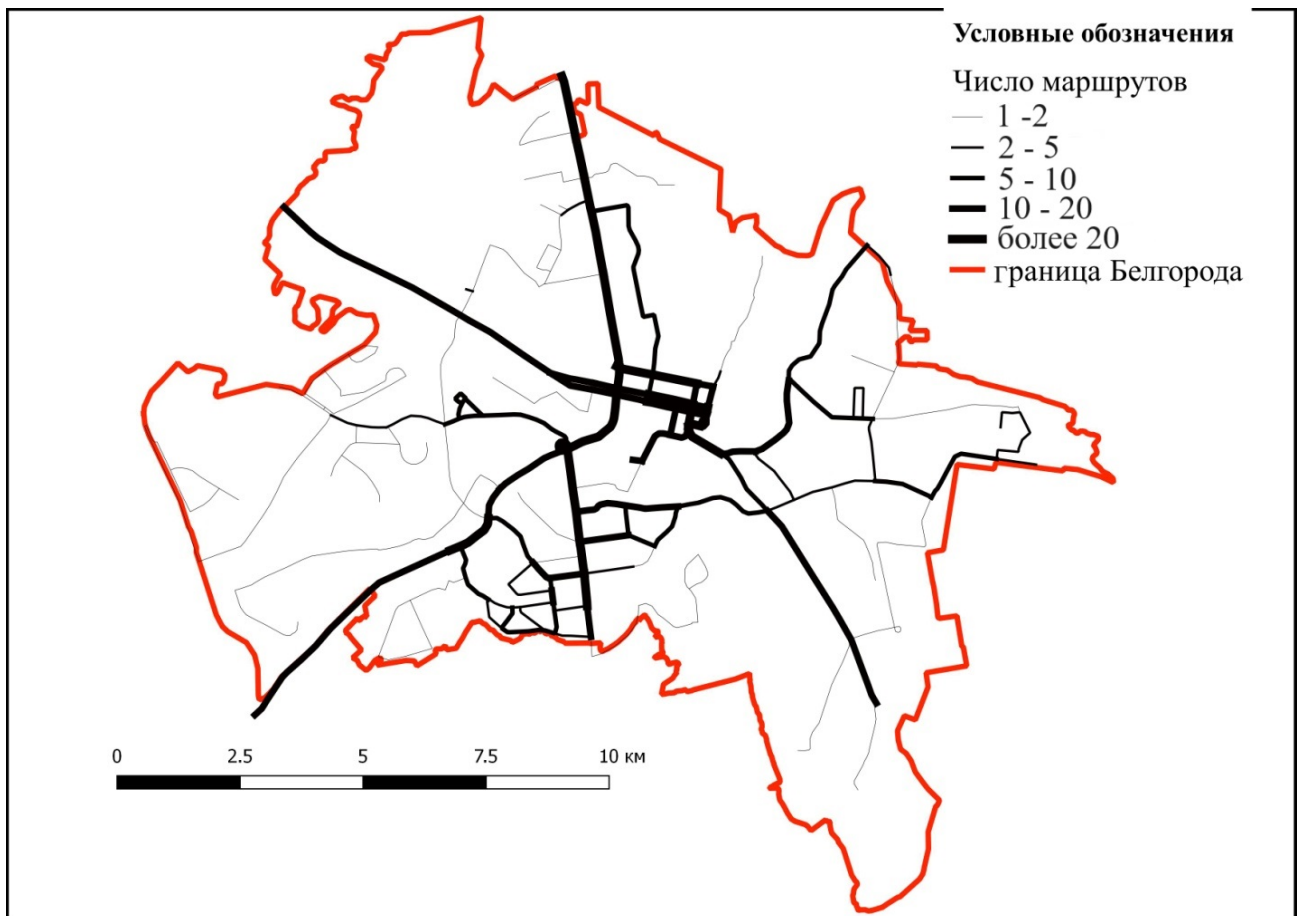 Условные обозначения
Число маршрутов
1 -2
2 - 5
5 - 10
10 - 20
более 20
граница Белгорода
0 2.5 5 7.5 10 км